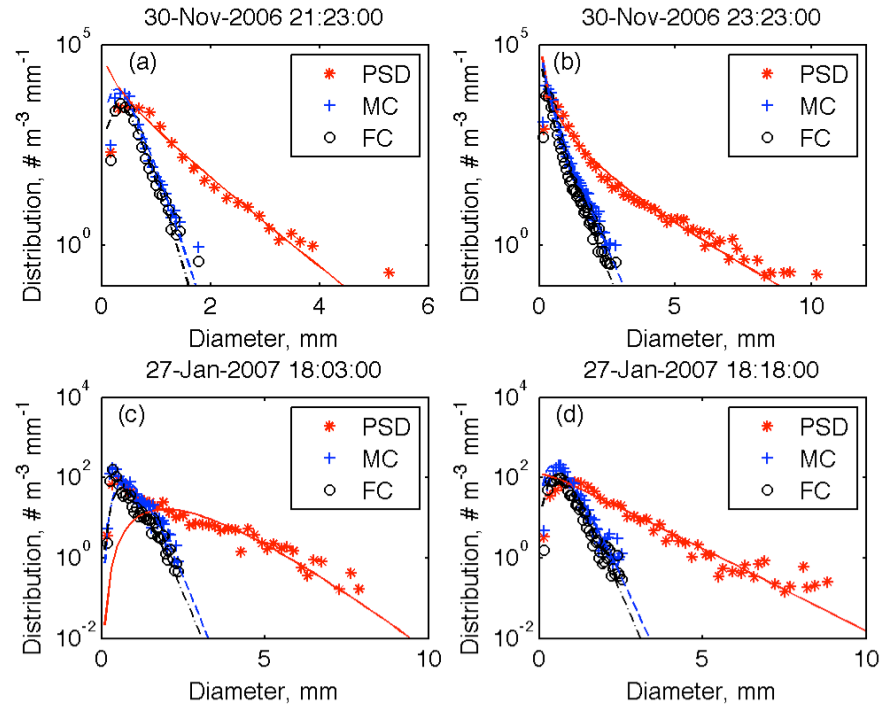 30-Nov-2006 21:23:00
(a)
PSD
MC
FC
10^5
10^0
Distribution, # m^-3 mm^-1
0 2 4 6
Diameter, mm
30-Nov-2006 23:23:00
(b)
PSD
MC
FC
10^5
10^0
Distribution, # m^-3 mm^-1
0 5 10
Diameter, mm
27-Jan-2007 18:03:00
(c)
PSD
MC
FC
10^4
10^2
10^0
10^-2
Distribution, # m^-3 mm^-1
0 5 10
Diameter, mm
27-Jan-2007 18:18:00
(d)
PSD
MC
FC
10^4
10^2
10^0
10^-2
Distribution, # m^-3 mm^-1
0 5 10
Diameter, mm